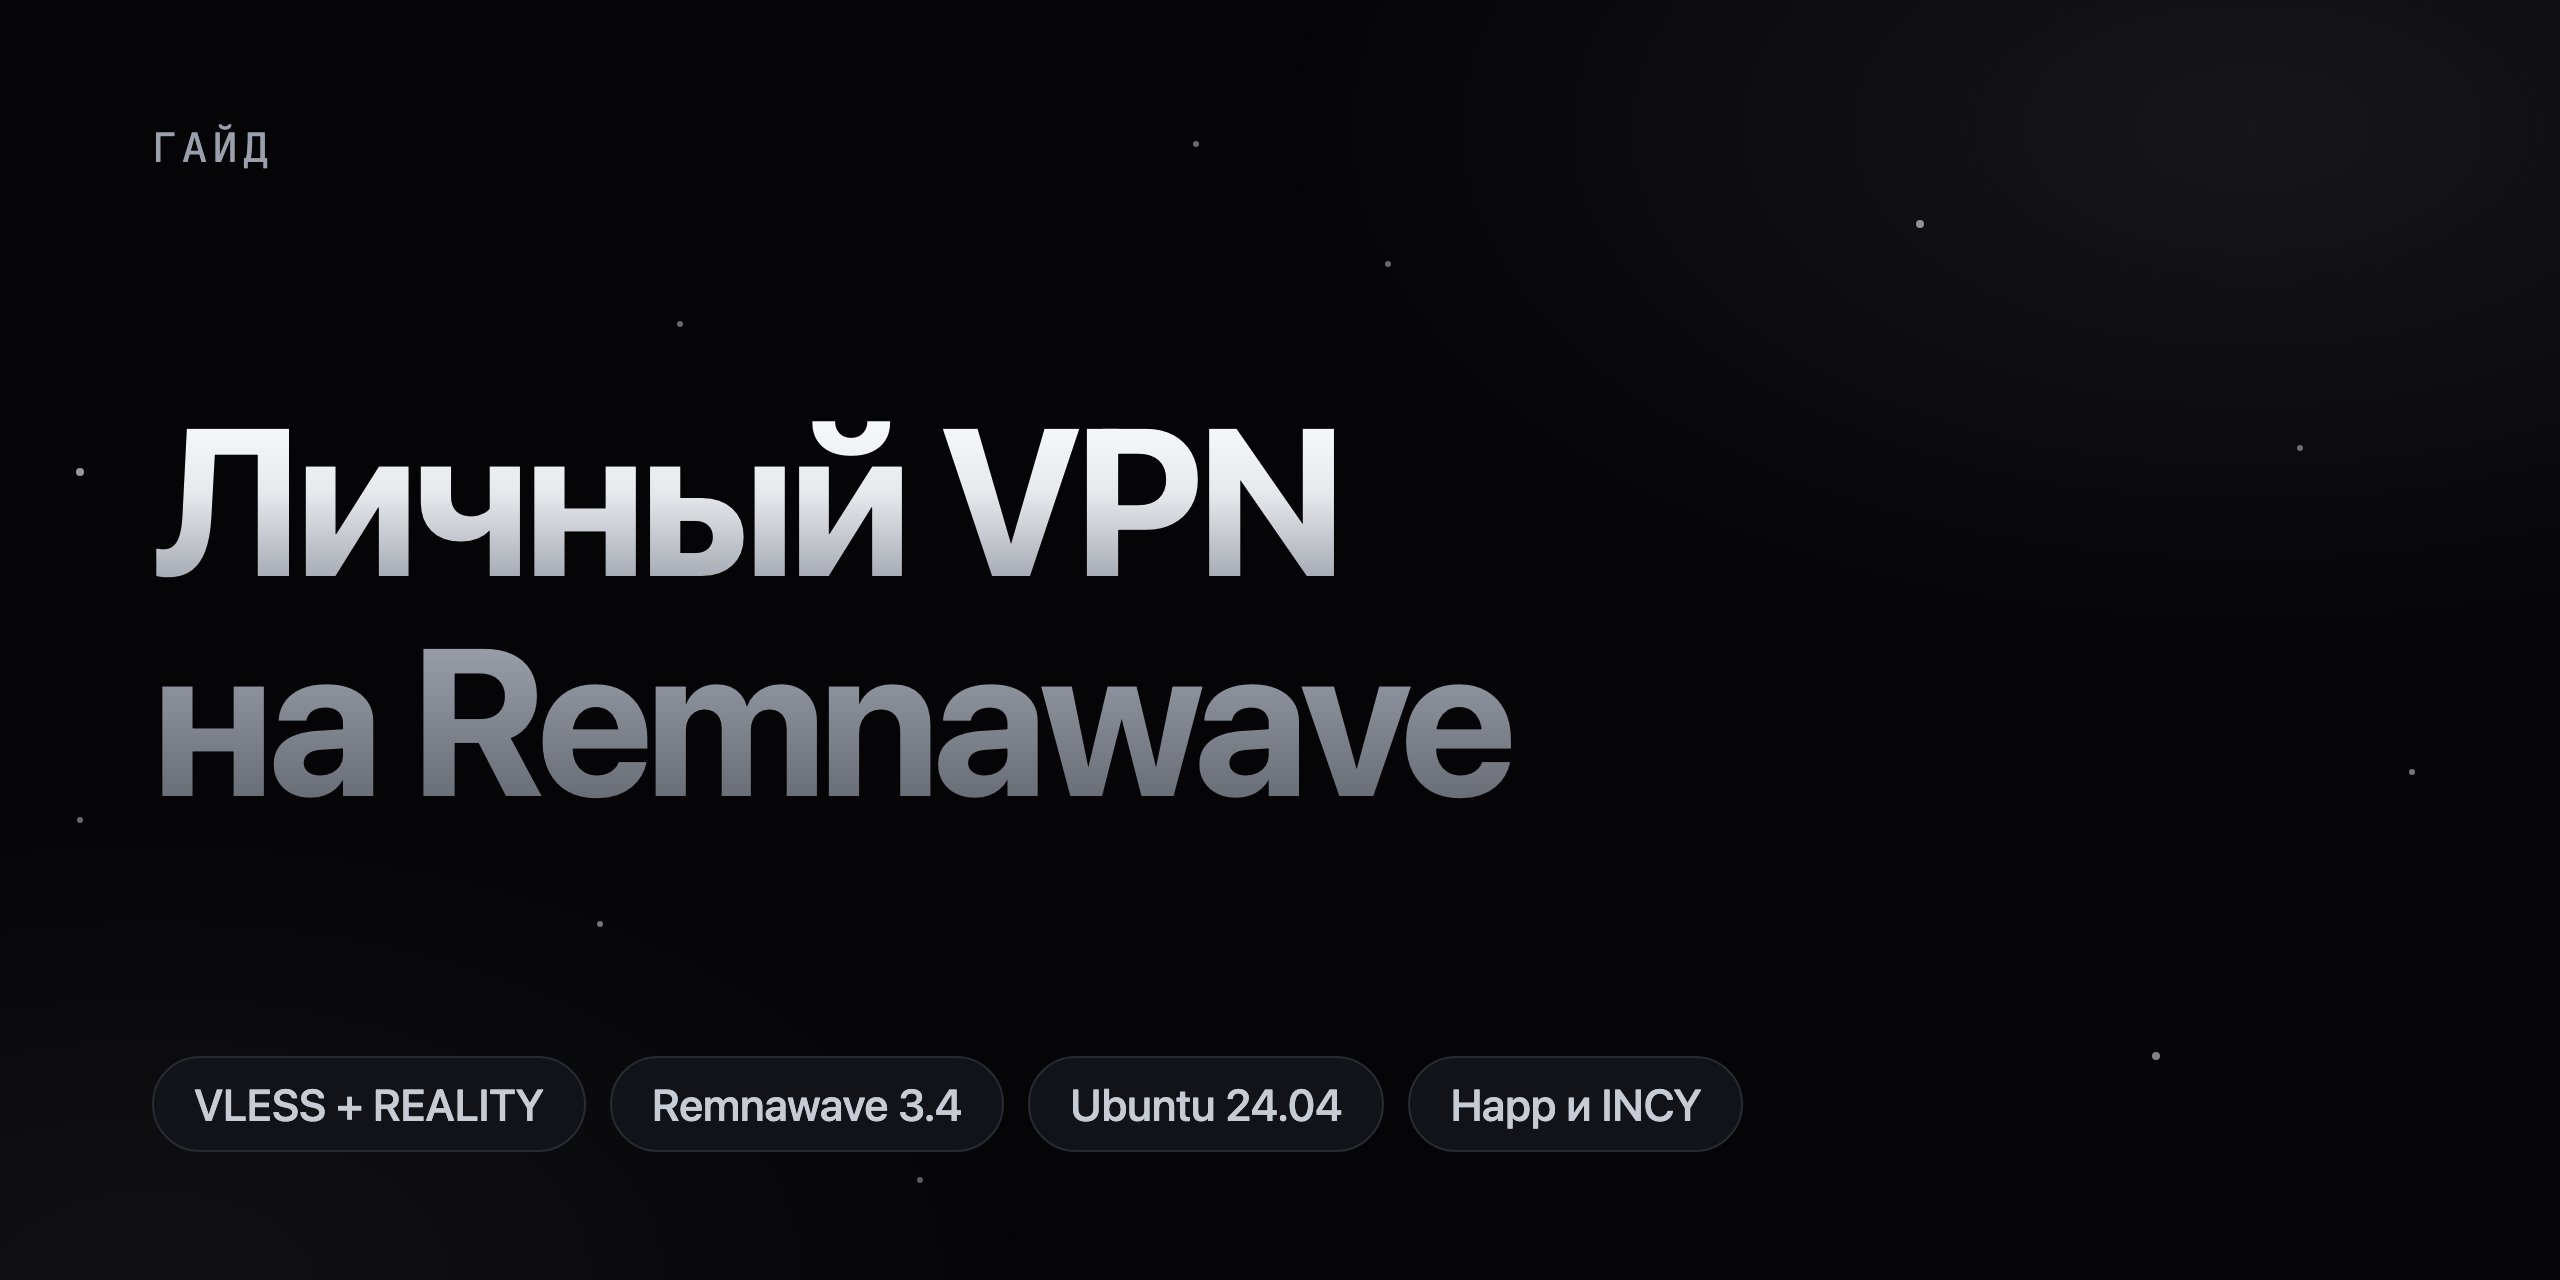 ГАЙД
Личный VPN
на Remnawave
VLESS + REALITY
Remnawave 3.4
Ubuntu 24.04
Happ и INCY